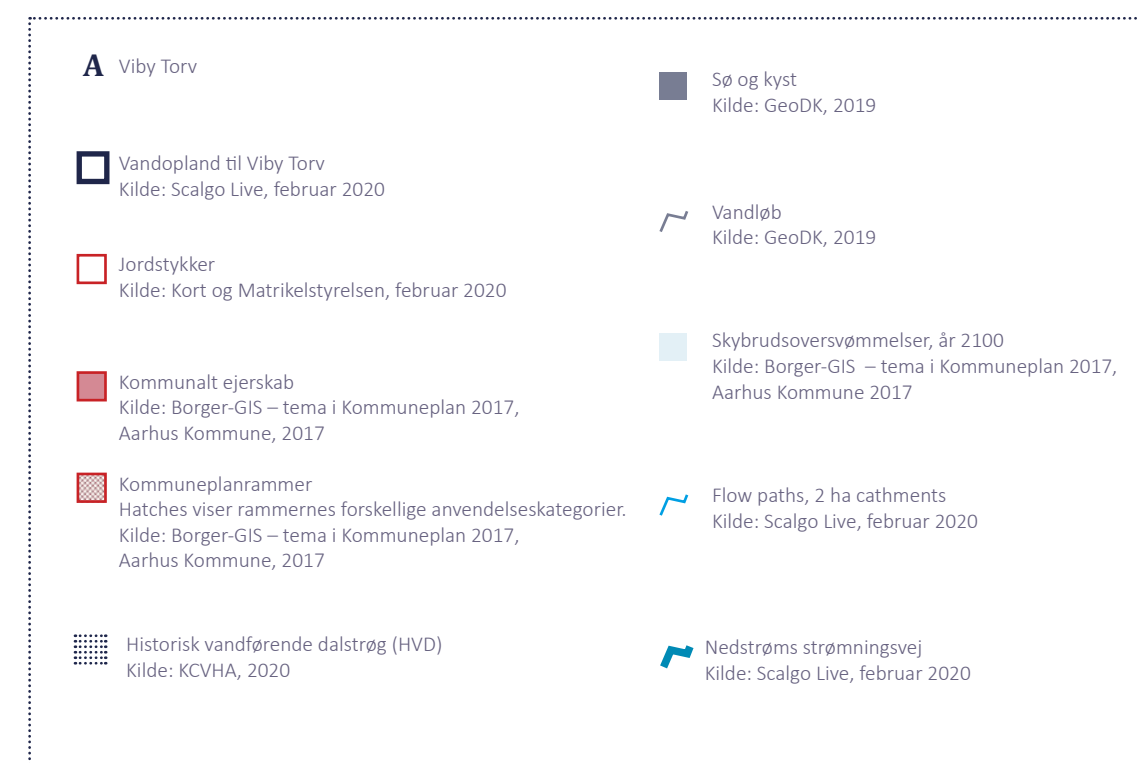 A Viby Torv
Vandopland til Viby Torv
Kilde: Scalgo Live, februar 2020
Jordstykker
Kilde: Kort og Matrikelstyrelsen, februar 2020
Kommunalt ejerskab
Kilde: Borger-GIS – tema i Kommuneplan 2017,
Aarhus Kommune, 2017
Kommuneplanrammer
Hatches viser rammernes forskellige anvendelseskategorier.
Kilde: Borger-GIS – tema i Kommuneplan 2017,
Aarhus Kommune, 2017
Historisk vandførende dalstrøg (HVD)
Kilde: KCVHA, 2020
Sø og kyst
Kilde: GeoDK, 2019
Vandløb
Kilde: GeoDK, 2019
Skybrudsoversvømmelser, år 2100
Kilde: Borger-GIS – tema i Kommuneplan 2017,
Aarhus Kommune 2017
Flow paths, 2 ha cathments
Kilde: Scalgo Live, februar 2020
Nedstrøms strømningsvej
Kilde: Scalgo Live, februar 2020